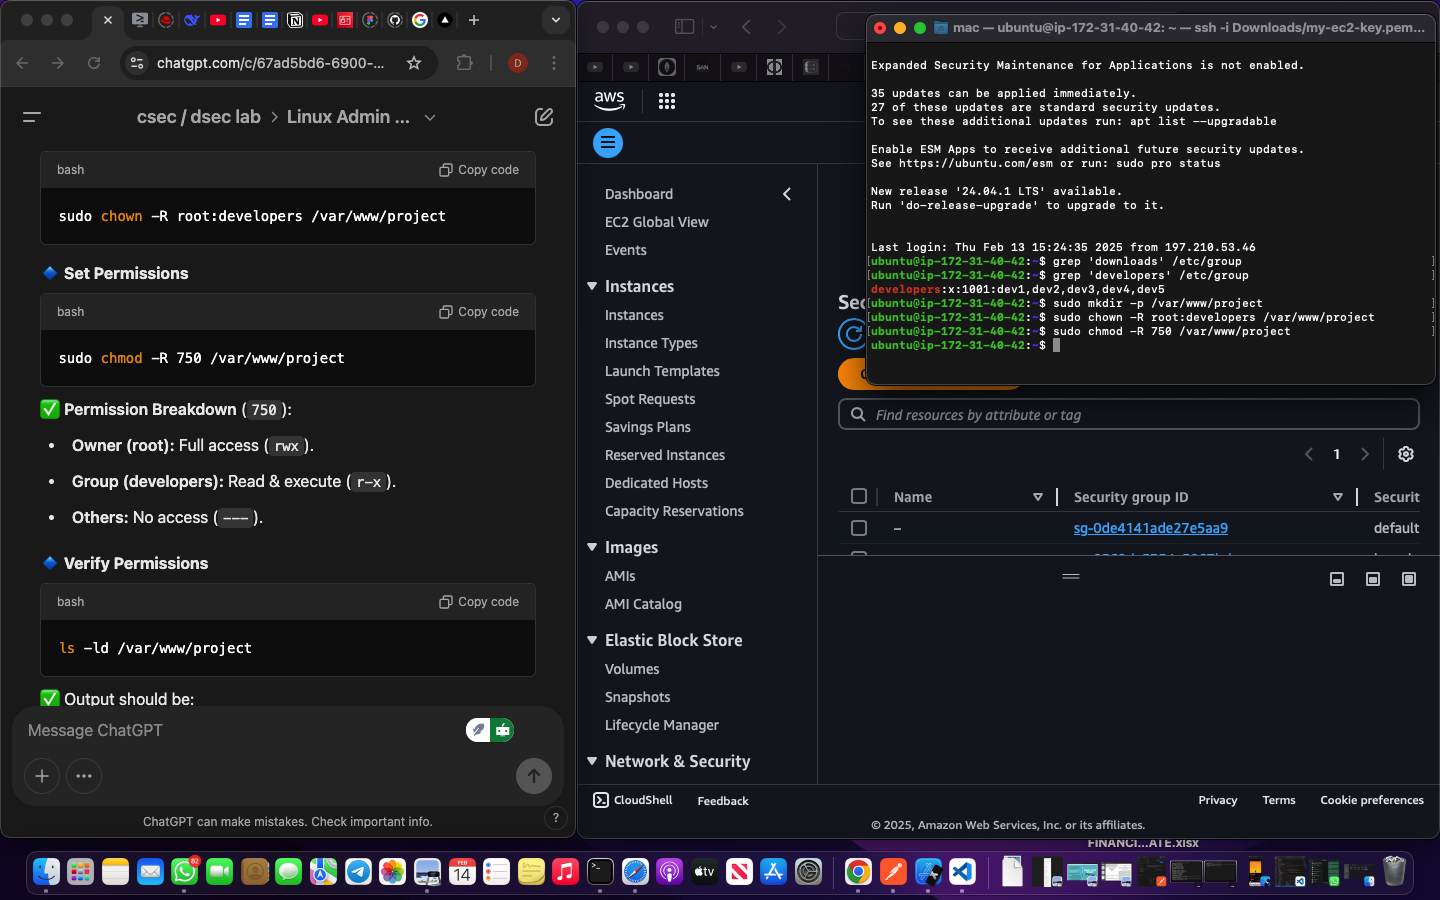 chatgpt.com/c/67ad5bd6-6900-...
D
csec / dsec lab > Linux Admin ...
bash
Copy code
sudo chown -R root:developers /var/www/project
Set Permissions
bash
Copy code
sudo chmod -R 750 /var/www/project
Permission Breakdown (750):
• Owner (root): Full access (rwx).
• Group (developers): Read & execute (r-x).
• Others: No access (---).
Verify Permissions
bash
Copy code
ls -ld /var/www/project
Output should be:
Message ChatGPT
ChatGPT can make mistakes. Check important info.
?
SAN
aws
Dashboard
EC2 Global View
Events
Instances
Instances
Instance Types
Launch Templates
Spot Requests
Savings Plans
Reserved Instances
Dedicated Hosts
Capacity Reservations
Images
AMIs
AMI Catalog
Elastic Block Store
Volumes
Snapshots
Lifecycle Manager
Network & Security
Sec
Find resources by attribute or tag
1
Name
Security group ID
Securit
–
sg-0de4141ade27e5aa9
default
CloudShell
Feedback
Privacy
Terms
Cookie preferences
© 2025, Amazon Web Services, Inc. or its affiliates.
mac — ubuntu@ip-172-31-40-42: ~ — ssh -i Downloads/my-ec2-key.pem...
Expanded Security Maintenance for Applications is not enabled.
35 updates can be applied immediately.
27 of these updates are standard security updates.
To see these additional updates run: apt list --upgradable
Enable ESM Apps to receive additional future security updates.
See https://ubuntu.com/esm or run: sudo pro status
New release '24.04.1 LTS' available.
Run 'do-release-upgrade' to upgrade to it.
Last login: Thu Feb 13 15:24:35 2025 from 197.210.53.46
[ubuntu@ip-172-31-40-42:~$ grep 'downloads' /etc/group ]
[ubuntu@ip-172-31-40-42:~$ grep 'developers' /etc/group ]
developers:x:1001:dev1,dev2,dev3,dev4,dev5
[ubuntu@ip-172-31-40-42:~$ sudo mkdir -p /var/www/project ]
[ubuntu@ip-172-31-40-42:~$ sudo chown -R root:developers /var/www/project ]
[ubuntu@ip-172-31-40-42:~$ sudo chmod -R 750 /var/www/project ]
ubuntu@ip-172-31-40-42:~$
FINANCI...ATE.xlsx
82
FEB
14
tv